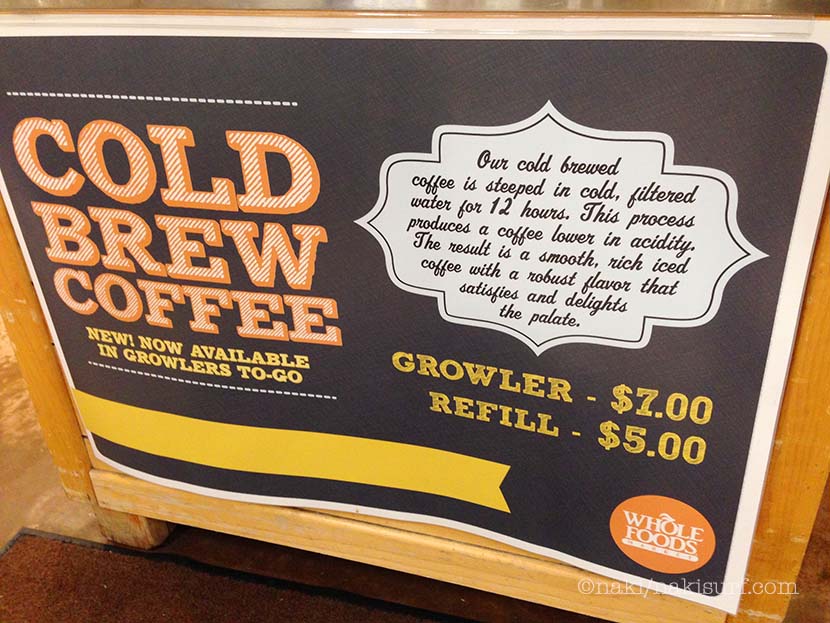 COLD
BREW
COFFEE
NEW! NOW AVAILABLE
IN GROWLERS TO-GO
Our cold brewed
coffee is steeped in cold, filtered
water for 12 hours. This process
produces a coffee lower in acidity.
The result is a smooth, rich iced
coffee with a robust flavor that
satisfies and delights
the palate.
GROWLER - $7.00
REFILL - $5.00
WHOLE
FOODS
MARKET
©naki/nakisurf.com